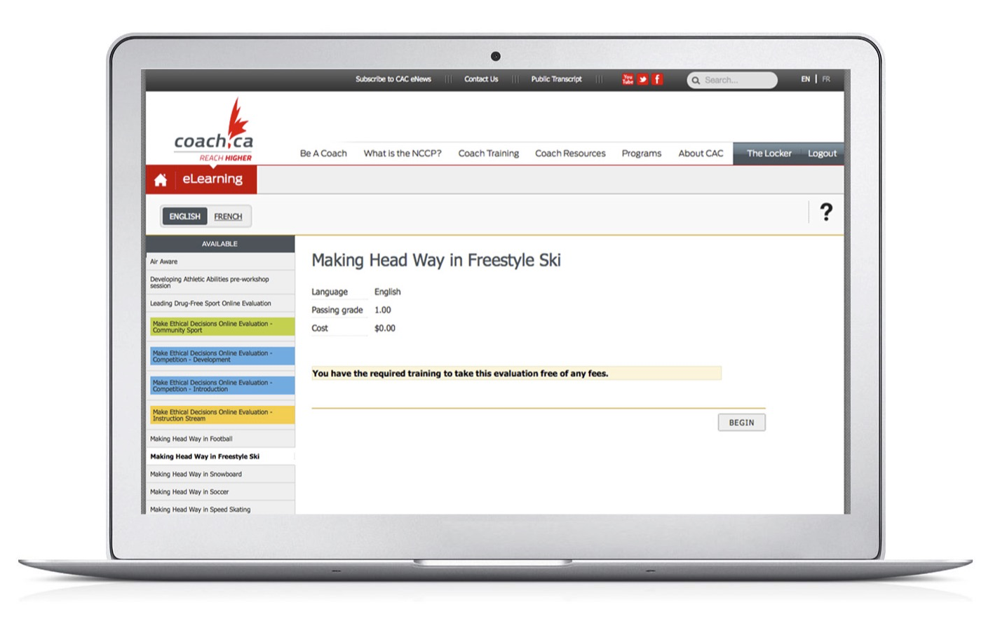 Subscribe to CAC eNews
Contact Us
Public Transcript
You Tube
f
Search...
EN | FR
coach.ca
REACH HIGHER
Be A Coach
What is the NCCP?
Coach Training
Coach Resources
Programs
About CAC
The Locker
Logout
eLearning
ENGLISH
FRENCH
?
AVAILABLE
Air Aware
Developing Athletic Abilities pre-workshop
session
Leading Drug-Free Sport Online Evaluation
Make Ethical Decisions Online Evaluation -
Community Sport
Make Ethical Decisions Online Evaluation -
Competition - Development
Make Ethical Decisions Online Evaluation -
Competition - Introduction
Make Ethical Decisions Online Evaluation -
Instruction Stream
Making Head Way in Football
Making Head Way in Freestyle Ski
Making Head Way in Snowboard
Making Head Way in Soccer
Making Head Way in Speed Skating
Making Head Way in Freestyle Ski
Language English
Passing grade 1.00
Cost $0.00
You have the required training to take this evaluation free of any fees.
BEGIN